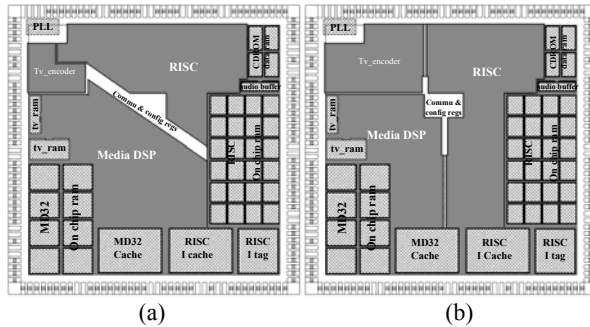 PLL
RISC
CDROM
data ram
Tv_encoder
audio buffer
Commu & config regs
tv_ram
Media DSP
tv_ram
RISC
On chip ram
MD32
On chip ram
MD32
Cache
RISC
I cache
RISC
I tag
(a)
PLL
RISC
CDROM
data ram
Tv_encoder
audio buffer
Commu &
config regs
tv_ram
Media DSP
tv_ram
RISC
On chip ram
MD32
On chip ram
MD32
Cache
RISC
I Cache
RISC
I tag
(b)